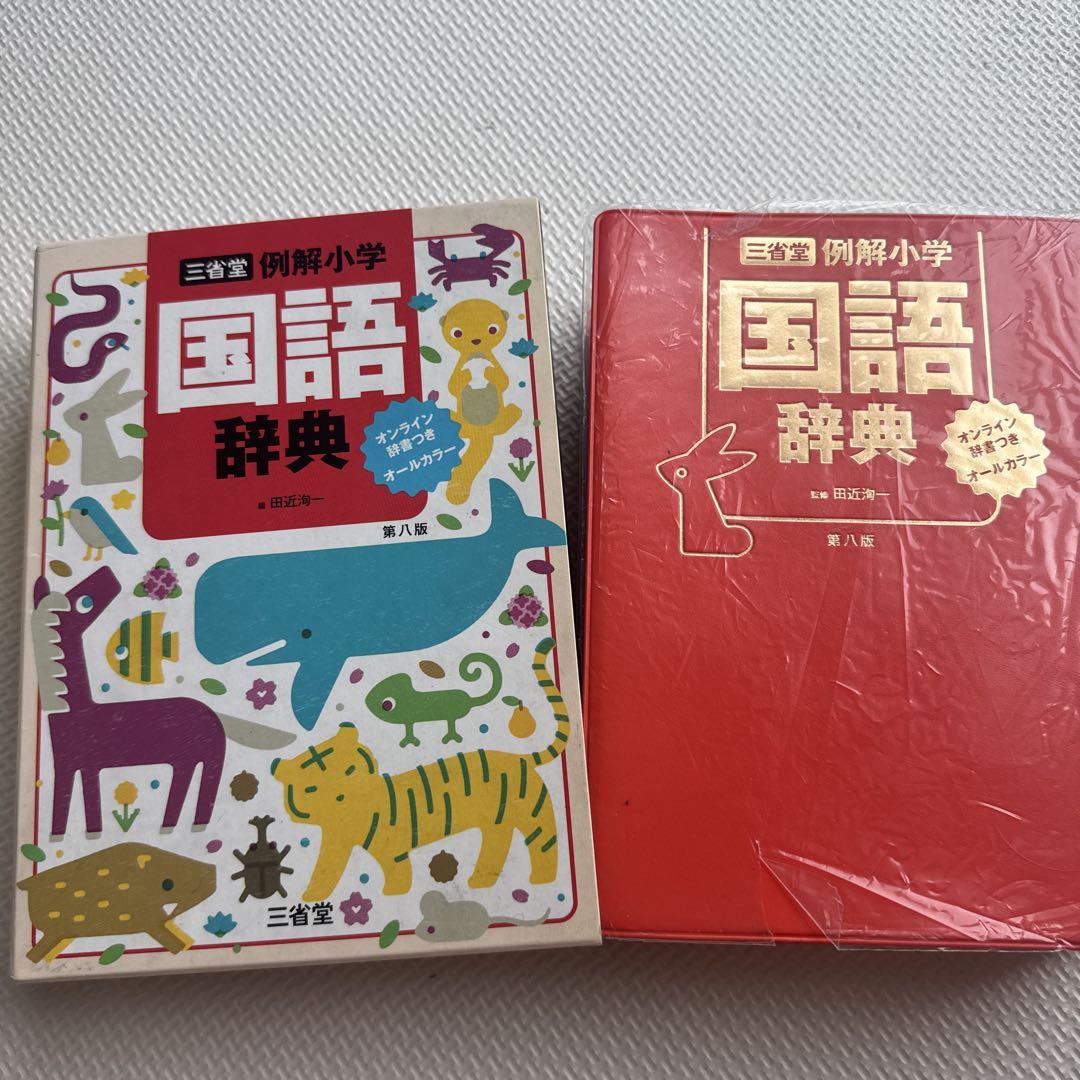 三省堂 例解小学
国語
辞典
オンライン
辞書つき
オールカラー
編 田近洵一
第八版
三省堂
三省堂 例解小学
国語
辞典
オンライン
辞書つき
オールカラー
監修 田近洵一
第八版